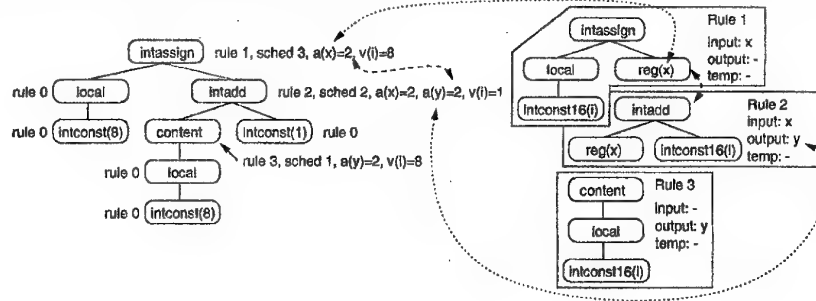 intassign
rule 1, sched 3, a(x)=2, v(i)=8
rule 0
local
intadd
rule 2, sched 2, a(x)=2, a(y)=2, v(i)=1
rule 0
intconst(8)
content
intconst(1)
rule 0
rule 3, sched 1, a(y)=2, v(i)=8
rule 0
local
rule 0
intconst(8)
Rule 1
intassign
input: x
output: -
temp: -
local
reg(x)
intconst16(i)
intadd
Rule 2
input: x
output: y
temp: -
reg(x)
intconst16(i)
content
Rule 3
input: -
output: y
temp: -
local
intconst16(i)